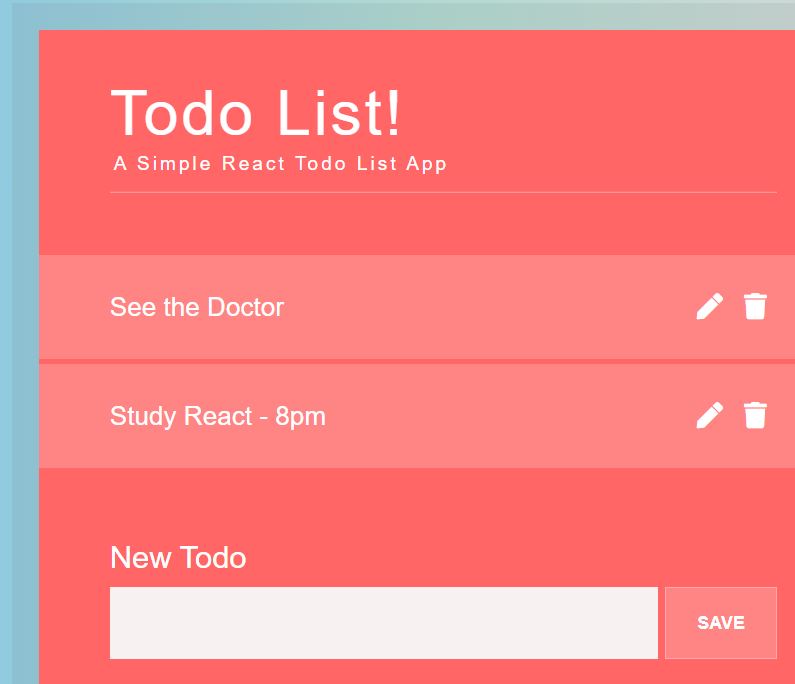 Todo List!
A Simple React Todo List App
See the Doctor
Study React - 8pm
New Todo
SAVE